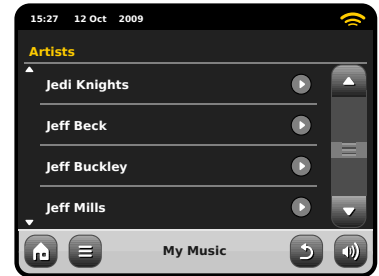 15:27 12 Oct 2009
Artists
Jedi Knights
Jeff Beck
Jeff Buckley
Jeff Mills
My Music